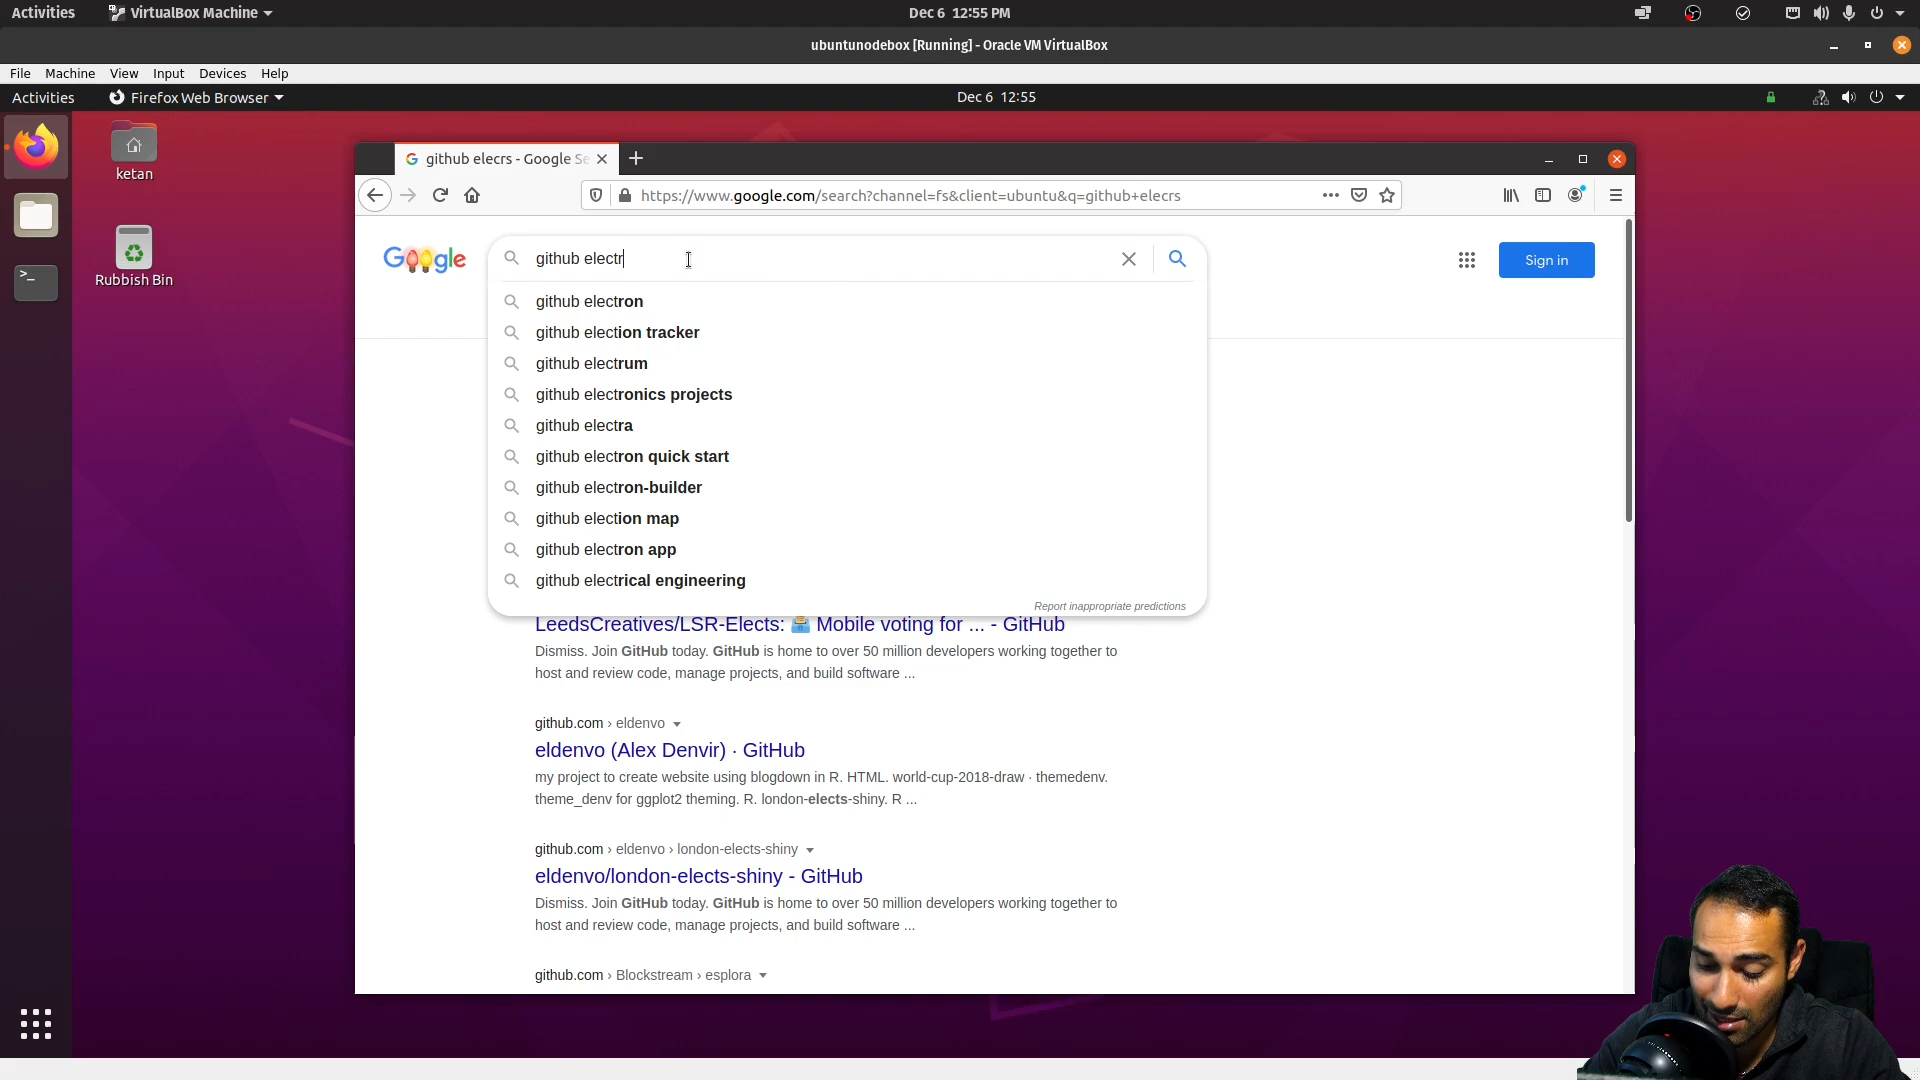 Activities VirtualBox Machine Dec 6 12:55 PM
ubuntunodebox [Running] - Oracle VM VirtualBox
File Machine View Input Devices Help
Activities Firefox Web Browser Dec 6 12:55
ketan
Rubbish Bin
github elecrs - Google Se
https://www.google.com/search?channel=fs&client=ubuntu&q=github+elecrs
Google github electr Sign in
github electron
github election tracker
github electrum
github electronics projects
github electra
github electron quick start
github electron-builder
github election map
github electron app
github electrical engineering
Report inappropriate predictions
LeedsCreatives/LSR-Elects: 🗳️ Mobile voting for ... - GitHub
Dismiss. Join GitHub today. GitHub is home to over 50 million developers working together to
host and review code, manage projects, and build software ...
github.com › eldenvo
eldenvo (Alex Denvir) · GitHub
my project to create website using blogdown in R. HTML. world-cup-2018-draw · themedenv.
theme_denv for ggplot2 theming. R. london-elects-shiny. R ...
github.com › eldenvo › london-elects-shiny
eldenvo/london-elects-shiny - GitHub
Dismiss. Join GitHub today. GitHub is home to over 50 million developers working together to
host and review code, manage projects, and build software ...
github.com › Blockstream › esplora